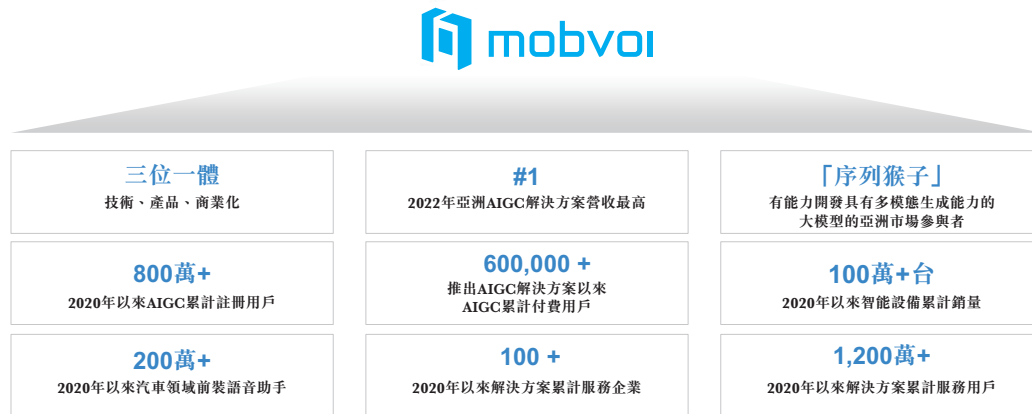 mobvoi
三位一體
技術、產品、商業化
#1
2022年亞洲AIGC解決方案營收最高
「序列猴子」
有能力開發具有多模態生成能力的
大模型的亞洲市場參與者
800萬+
2020年以來AIGC累計註冊用戶
600,000 +
推出AIGC解決方案以來
AIGC累計付費用戶
100萬+台
2020年以來智能設備累計銷量
200萬+
2020年以來汽車領域前裝語音助手
100 +
2020年以來解決方案累計服務企業
1,200萬+
2020年以來解決方案累計服務用戶